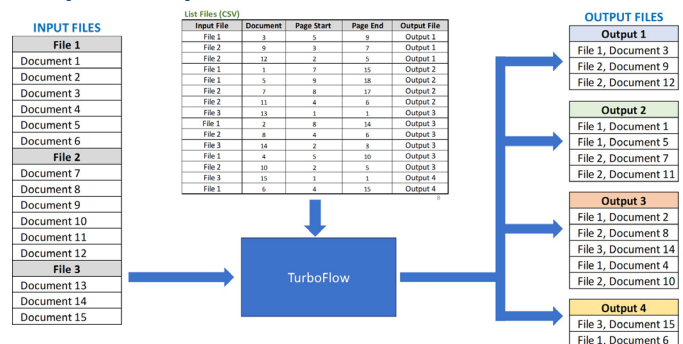 INPUT FILES
File 1
Document 1
Document 2
Document 3
Document 4
Document 5
Document 6
File 2
Document 7
Document 8
Document 9
Document 10
Document 11
Document 12
File 3
Document 13
Document 14
Document 15
List Files (CSV)
Input File Document Page Start Page End Output File
File 1 3 5 9 Output 1
File 2 9 3 7 Output 1
File 2 12 2 5 Output 1
File 1 1 7 15 Output 2
File 1 5 9 18 Output 2
File 2 7 8 17 Output 2
File 2 11 4 6 Output 2
File 3 13 1 1 Output 3
File 1 2 8 14 Output 3
File 2 8 4 6 Output 3
File 3 14 2 3 Output 3
File 1 4 5 10 Output 3
File 2 10 2 5 Output 3
File 3 15 1 1 Output 4
File 1 6 4 15 Output 4
TurboFlow
OUTPUT FILES
Output 1
File 1, Document 3
File 2, Document 9
File 2, Document 12
Output 2
File 1, Document 1
File 1, Document 5
File 2, Document 7
File 2, Document 11
Output 3
File 1, Document 2
File 2, Document 8
File 3, Document 14
File 1, Document 4
File 2, Document 10
Output 4
File 3, Document 15
File 1, Document 6